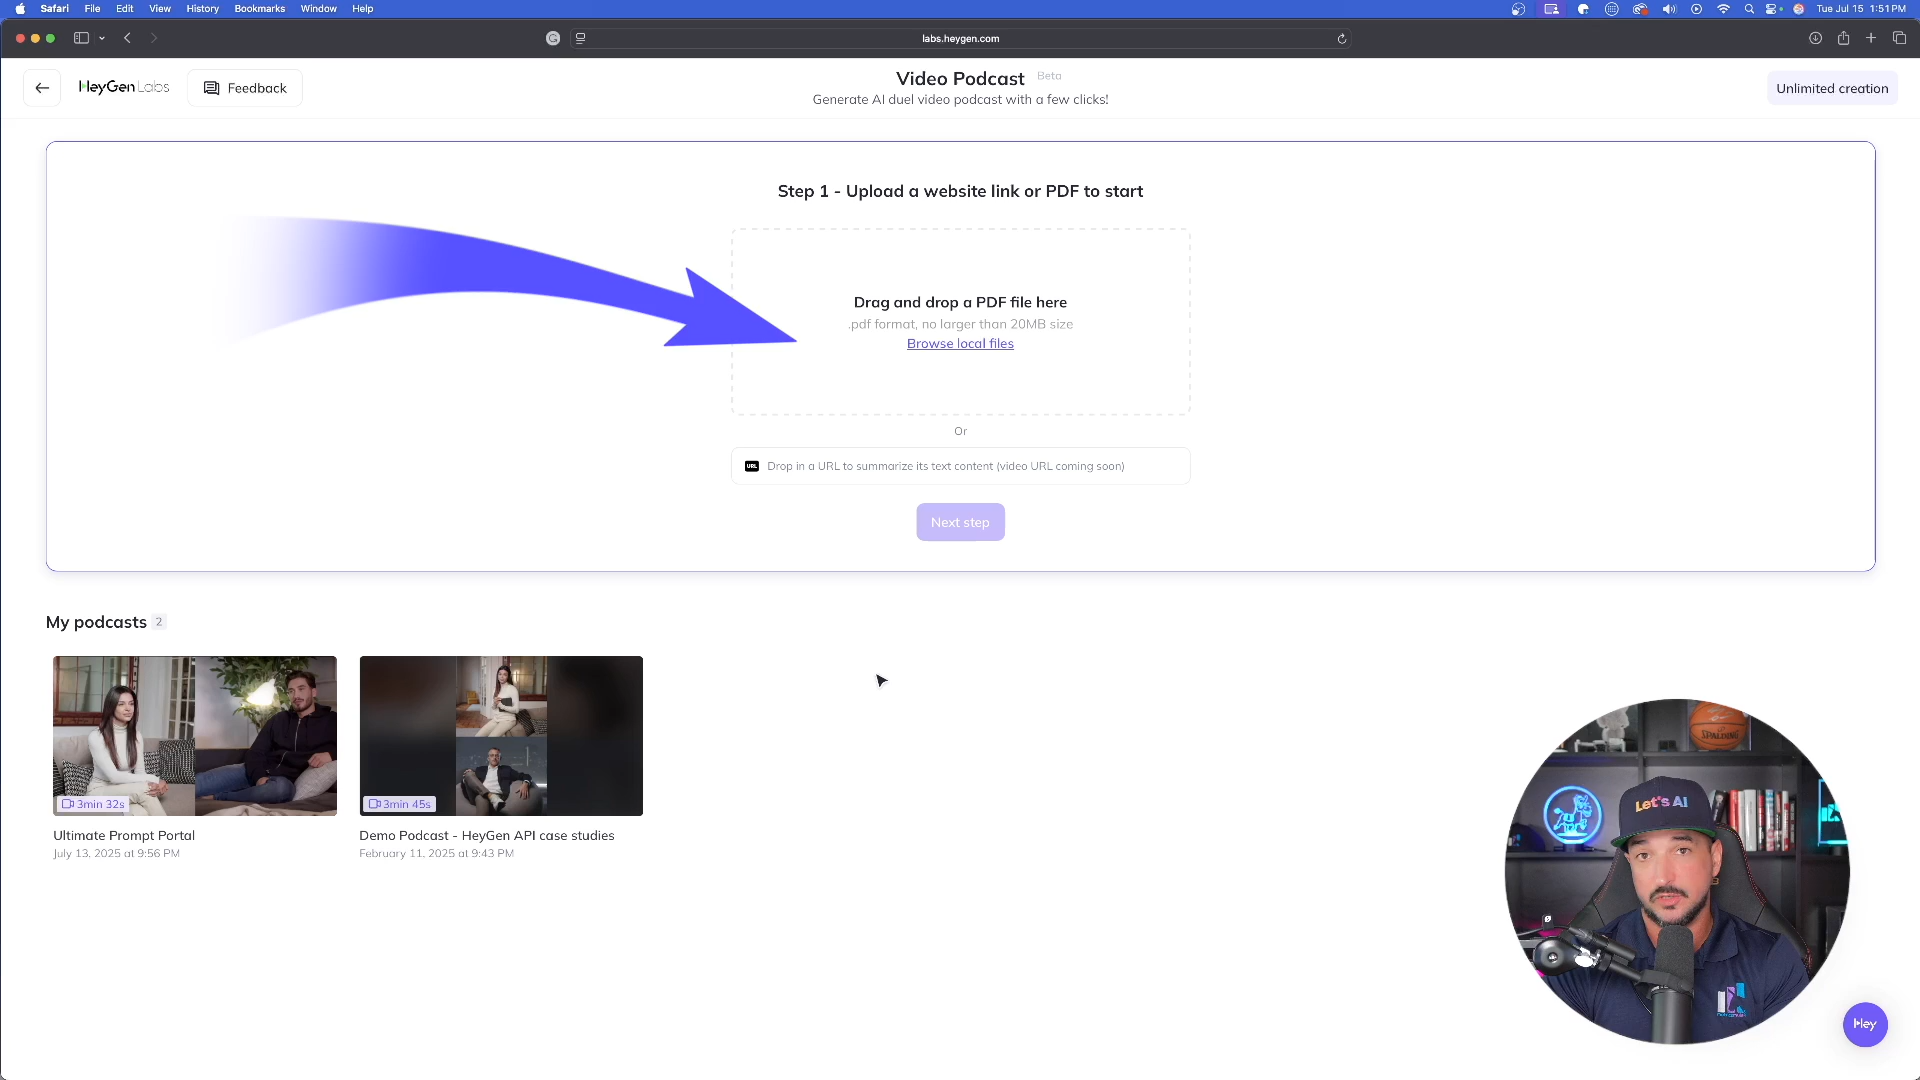 Safari File Edit View History Bookmarks Window Help
Tue Jul 15 1:51 PM
labs.heygen.com
HeyGen Labs
Feedback
Video Podcast Beta
Generate AI duel video podcast with a few clicks!
Unlimited creation
Step 1 - Upload a website link or PDF to start
Drag and drop a PDF file here
.pdf format, no larger than 20MB size
Browse local files
Or
URL Drop in a URL to summarize its text content (video URL coming soon)
Next step
My podcasts 2
3min 32s
Ultimate Prompt Portal
July 13, 2025 at 9:56 PM
3min 45s
Demo Podcast - HeyGen API case studies
February 11, 2025 at 9:43 PM
SPALDING
Let's AI
Hey